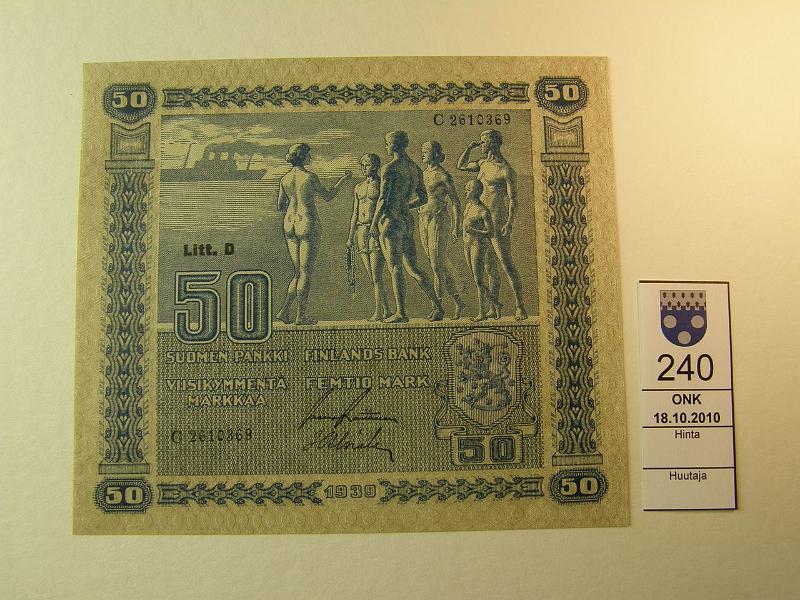 50
50
C 2610369
Litt. D
50
SUOMEN PANKKI FINLANDS BANK
VIISIKYMMENTÄ FEMTIO MARK
MARKKAA
C 2610369
50
50
1939
50
240
ONK
18.10.2010
Hinta
Huutaja